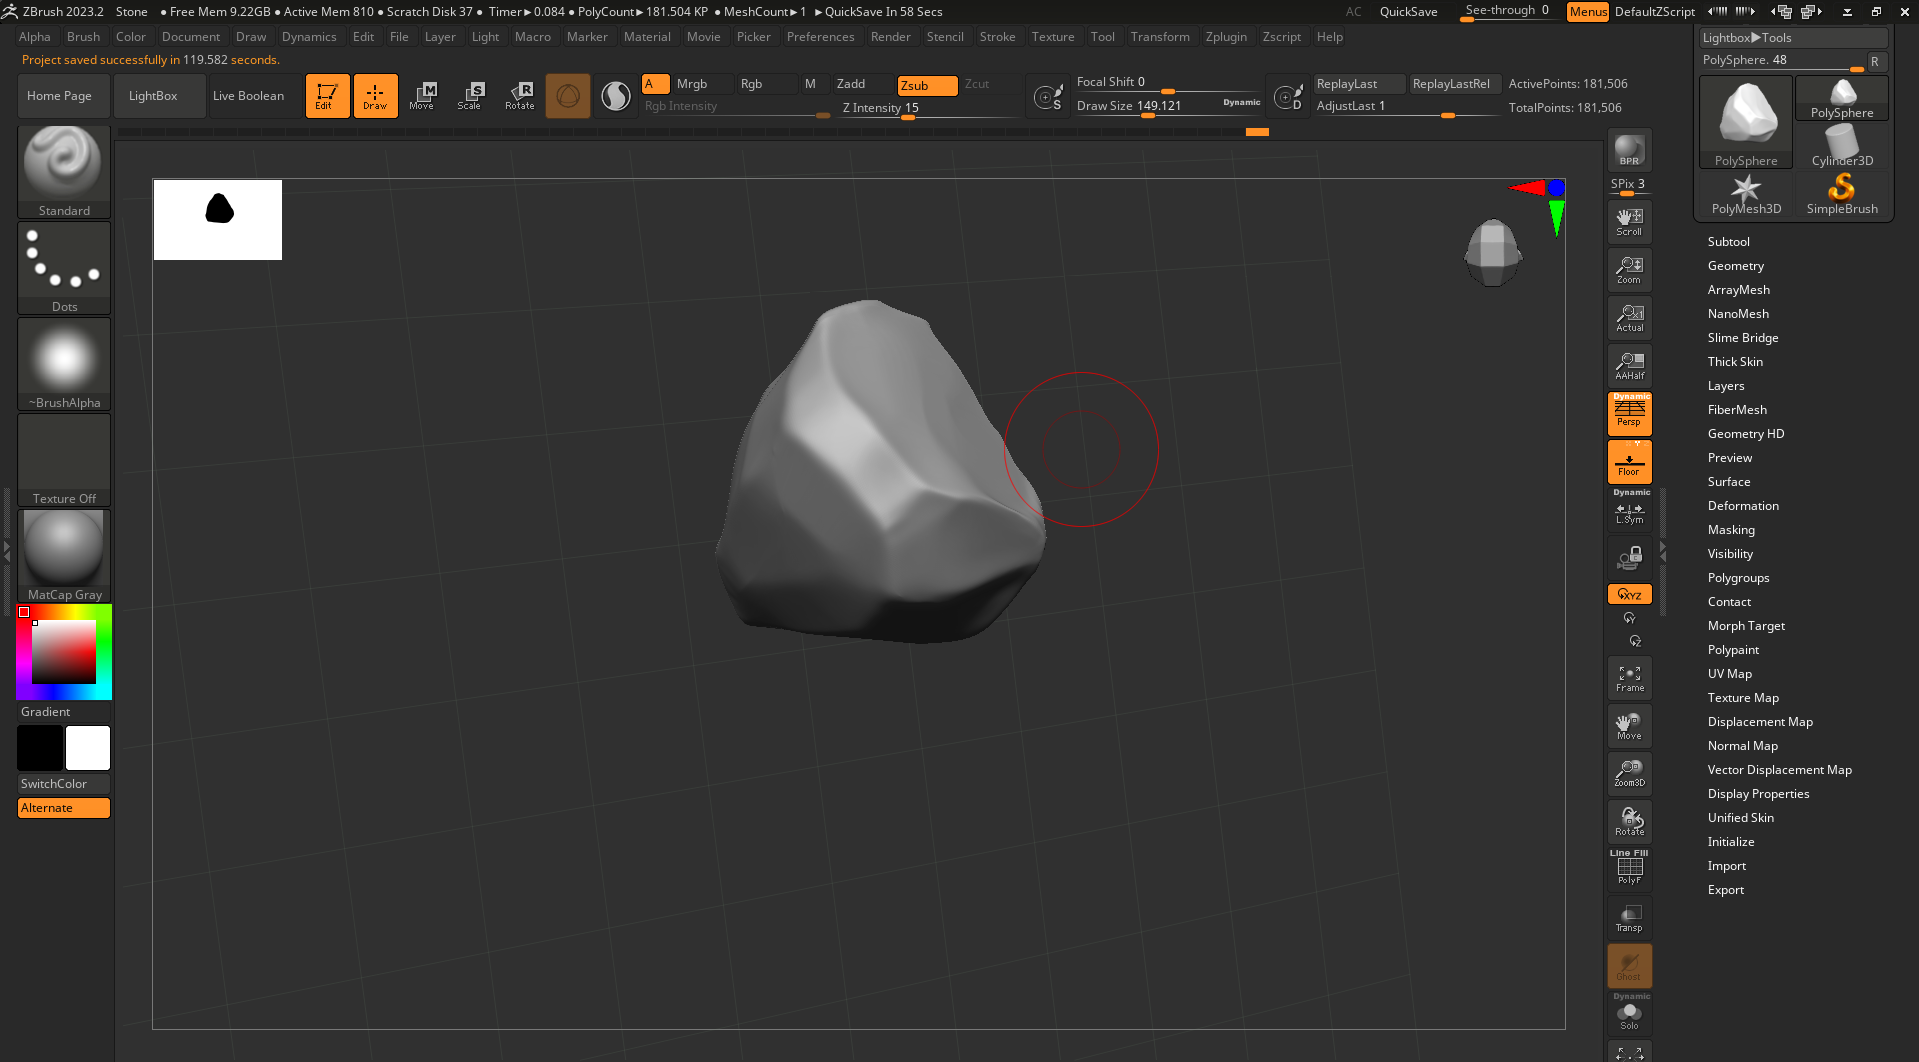 ZBrush 2023.2 Stone ● Free Mem 9.22GB ● Active Mem 810 ● Scratch Disk 37 ● Timer►0.084 ● PolyCount►181.504 KP ● MeshCount►1 ►QuickSave In 58 Secs AC QuickSave See-through 0 Menus DefaultZScript
Alpha Brush Color Document Draw Dynamics Edit File Layer Light Macro Marker Material Movie Picker Preferences Render Stencil Stroke Texture Tool Transform Zplugin Zscript Help
Project saved successfully in 119.582 seconds.
Home Page LightBox Live Boolean Edit Draw Move Scale Rotate
M S R
A Mrgb Rgb M Zadd Zsub Zcut
Rgb Intensity Z Intensity 15
S Focal Shift 0
Draw Size 149.121 Dynamic
D ReplayLast ReplayLastRel
AdjustLast 1
ActivePoints: 181,506
TotalPoints: 181,506
Standard
Dots
~BrushAlpha
Texture Off
MatCap Gray
Gradient
SwitchColor
Alternate
BPR
SPix 3
Scroll
Zoom
Actual
AAHalf
Dynamic
Persp
Floor
Dynamic
L.Sym
XYZ
Y
Z
Frame
Move
Zoom3D
Rotate
Line Fill
PolyF
Transp
Ghost
Dynamic
Solo
Lightbox►Tools
PolySphere. 48 R
PolySphere
PolySphere
Cylinder3D
PolyMesh3D
SimpleBrush
Subtool
Geometry
ArrayMesh
NanoMesh
Slime Bridge
Thick Skin
Layers
FiberMesh
Geometry HD
Preview
Surface
Deformation
Masking
Visibility
Polygroups
Contact
Morph Target
Polypaint
UV Map
Texture Map
Displacement Map
Normal Map
Vector Displacement Map
Display Properties
Unified Skin
Initialize
Import
Export